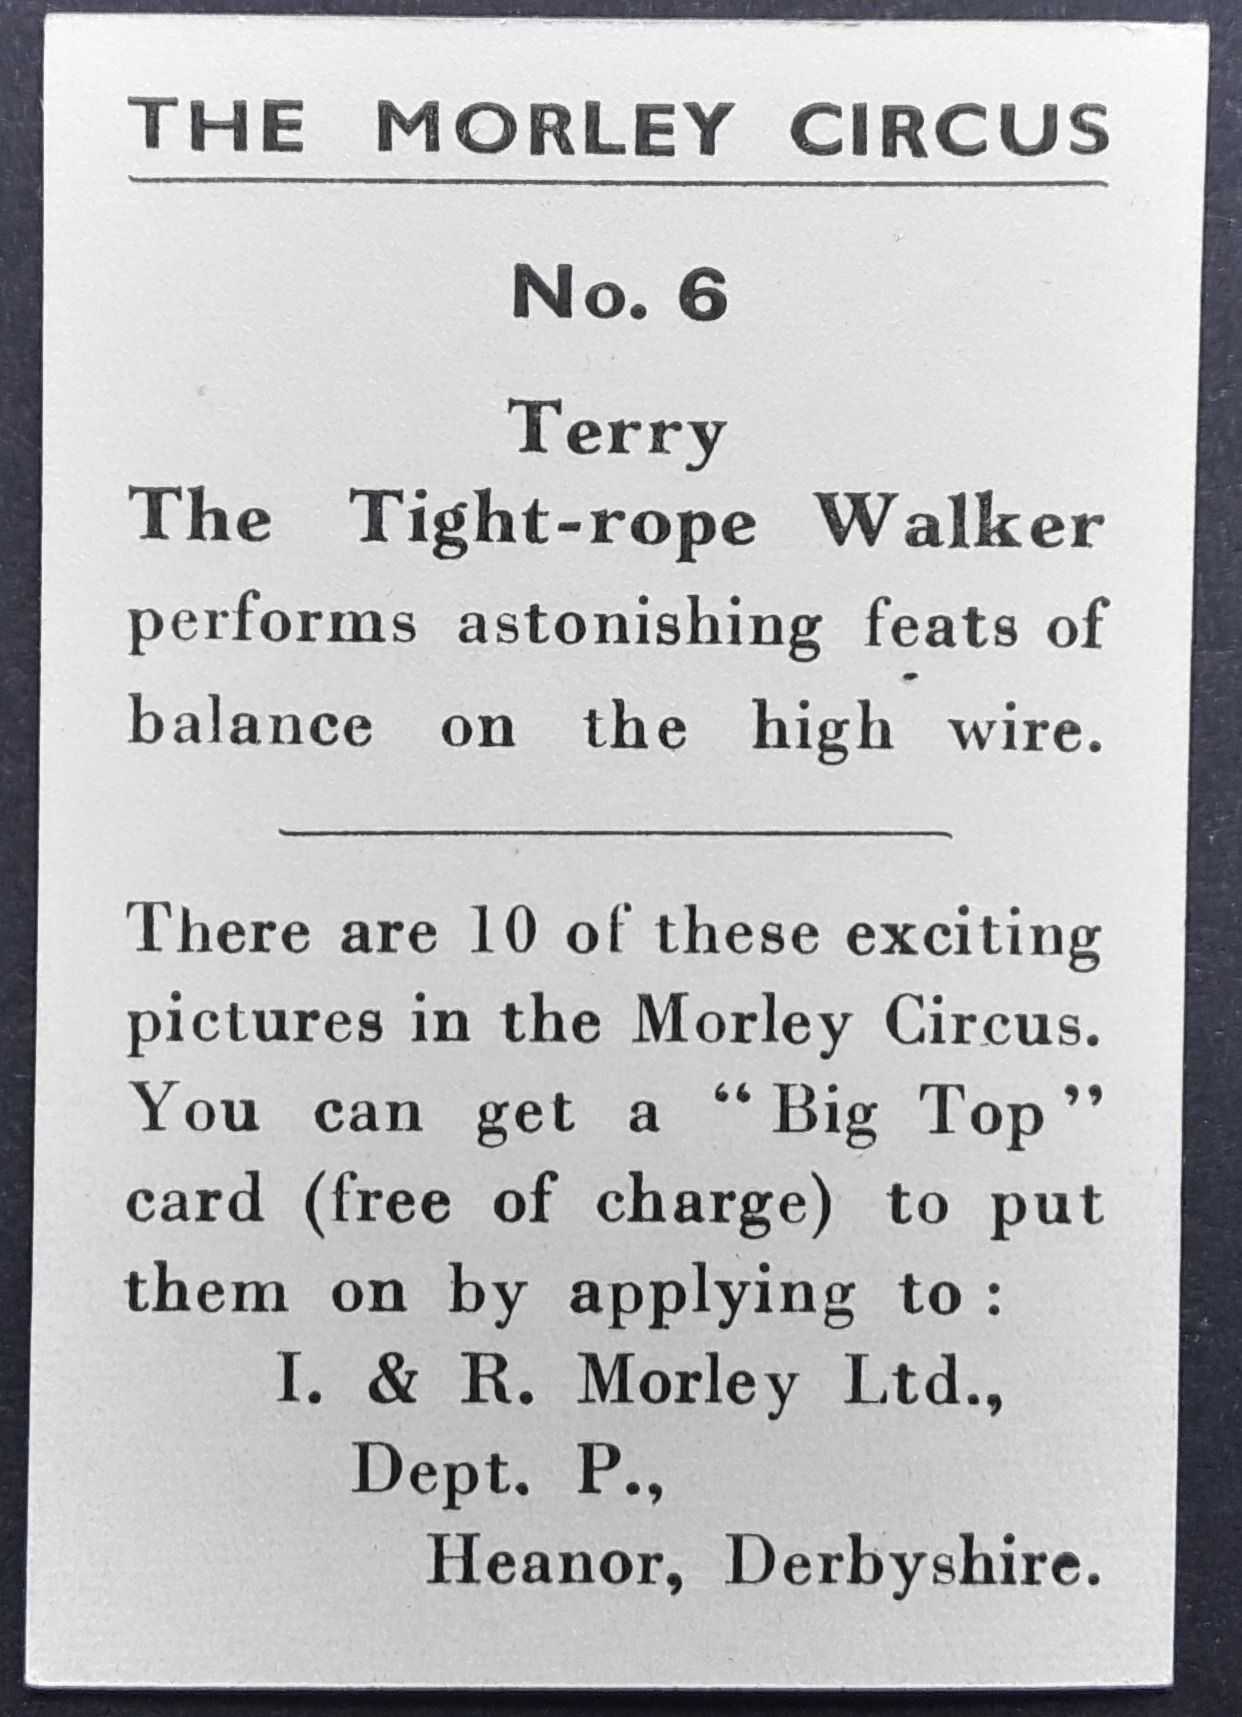 THE MORLEY CIRCUS
No. 6
Terry
The Tight-rope Walker
performs astonishing feats of
balance on the high wire.
There are 10 of these exciting
pictures in the Morley Circus.
You can get a “ Big Top ”
card (free of charge) to put
them on by applying to :
I. & R. Morley Ltd.,
Dept. P.,
Heanor, Derbyshire.